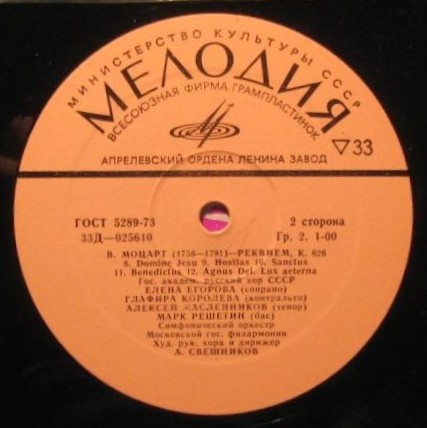 МИНИСТЕРСТВО КУЛЬТУРЫ СССР
МЕЛОДИЯ
ВСЕСОЮЗНАЯ ФИРМА ГРАМПЛАСТИНОК
АПРЕЛЕВСКИЙ ОРДЕНА ЛЕНИНА ЗАВОД
▽33
ГОСТ 5289-73
2 сторона
33Д—025610
Гр. 2. 1-00
В. МОЦАРТ (1756—1791)—РЕКВИЕМ, К. 626
8. Domine Jesu 9. Hostias 10. Sanctus
11. Benedictus 12. Agnus Dei. Lux aeterna
Гос. академ. русский хор СССР
ЕЛЕНА ЕГОРОВА (сопрано)
ГЛАФИРА КОРОЛЕВА (контральто)
АЛЕКСЕЙ (тенор)
МАРК РЕШЕТИН (бас)
Симфонический оркестр
Московской гос. филармонии
Худ. рук. хора и дирижер
А. СВЕШНИКОВ